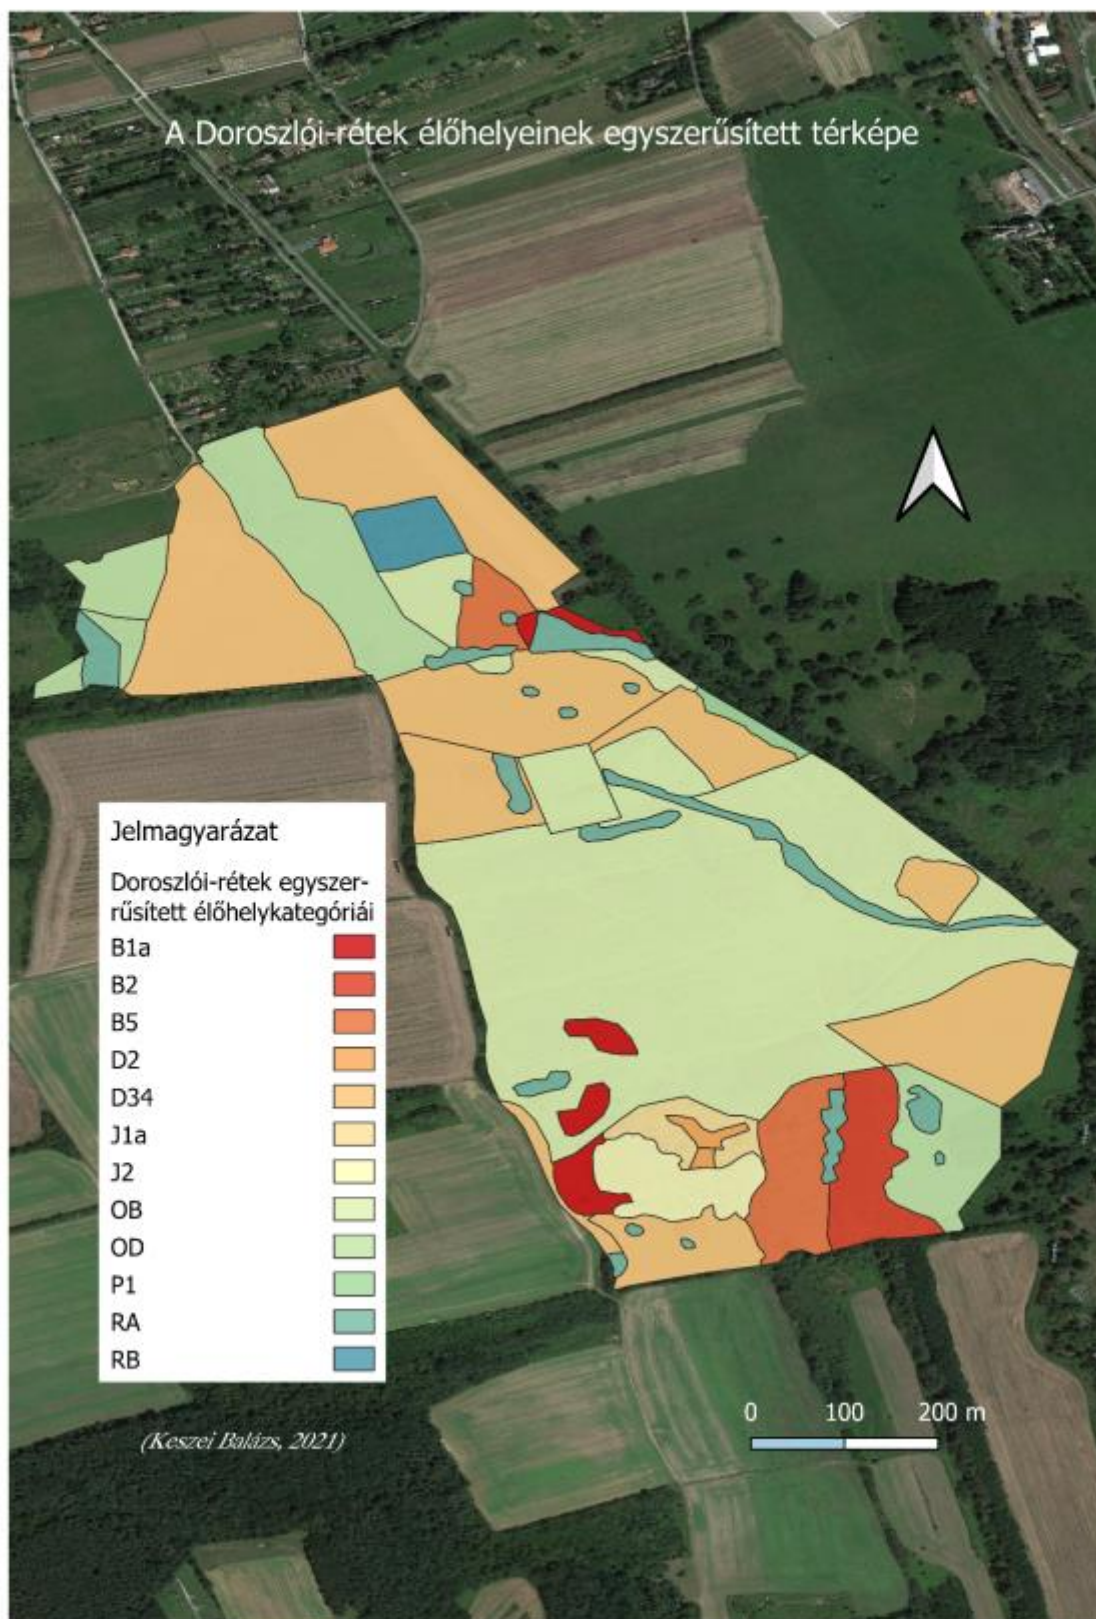 A Doroszlói-rétek élőhelyeinek egyszerűsített térképe
Jelmagyarázat
Doroszlói-rétek egyszer-
rűsített élőhelykategóriái
B1a
B2
B5
D2
D34
J1a
J2
OB
OD
P1
RA
RB
(Keszei Balázs, 2021)
0 100 200 m